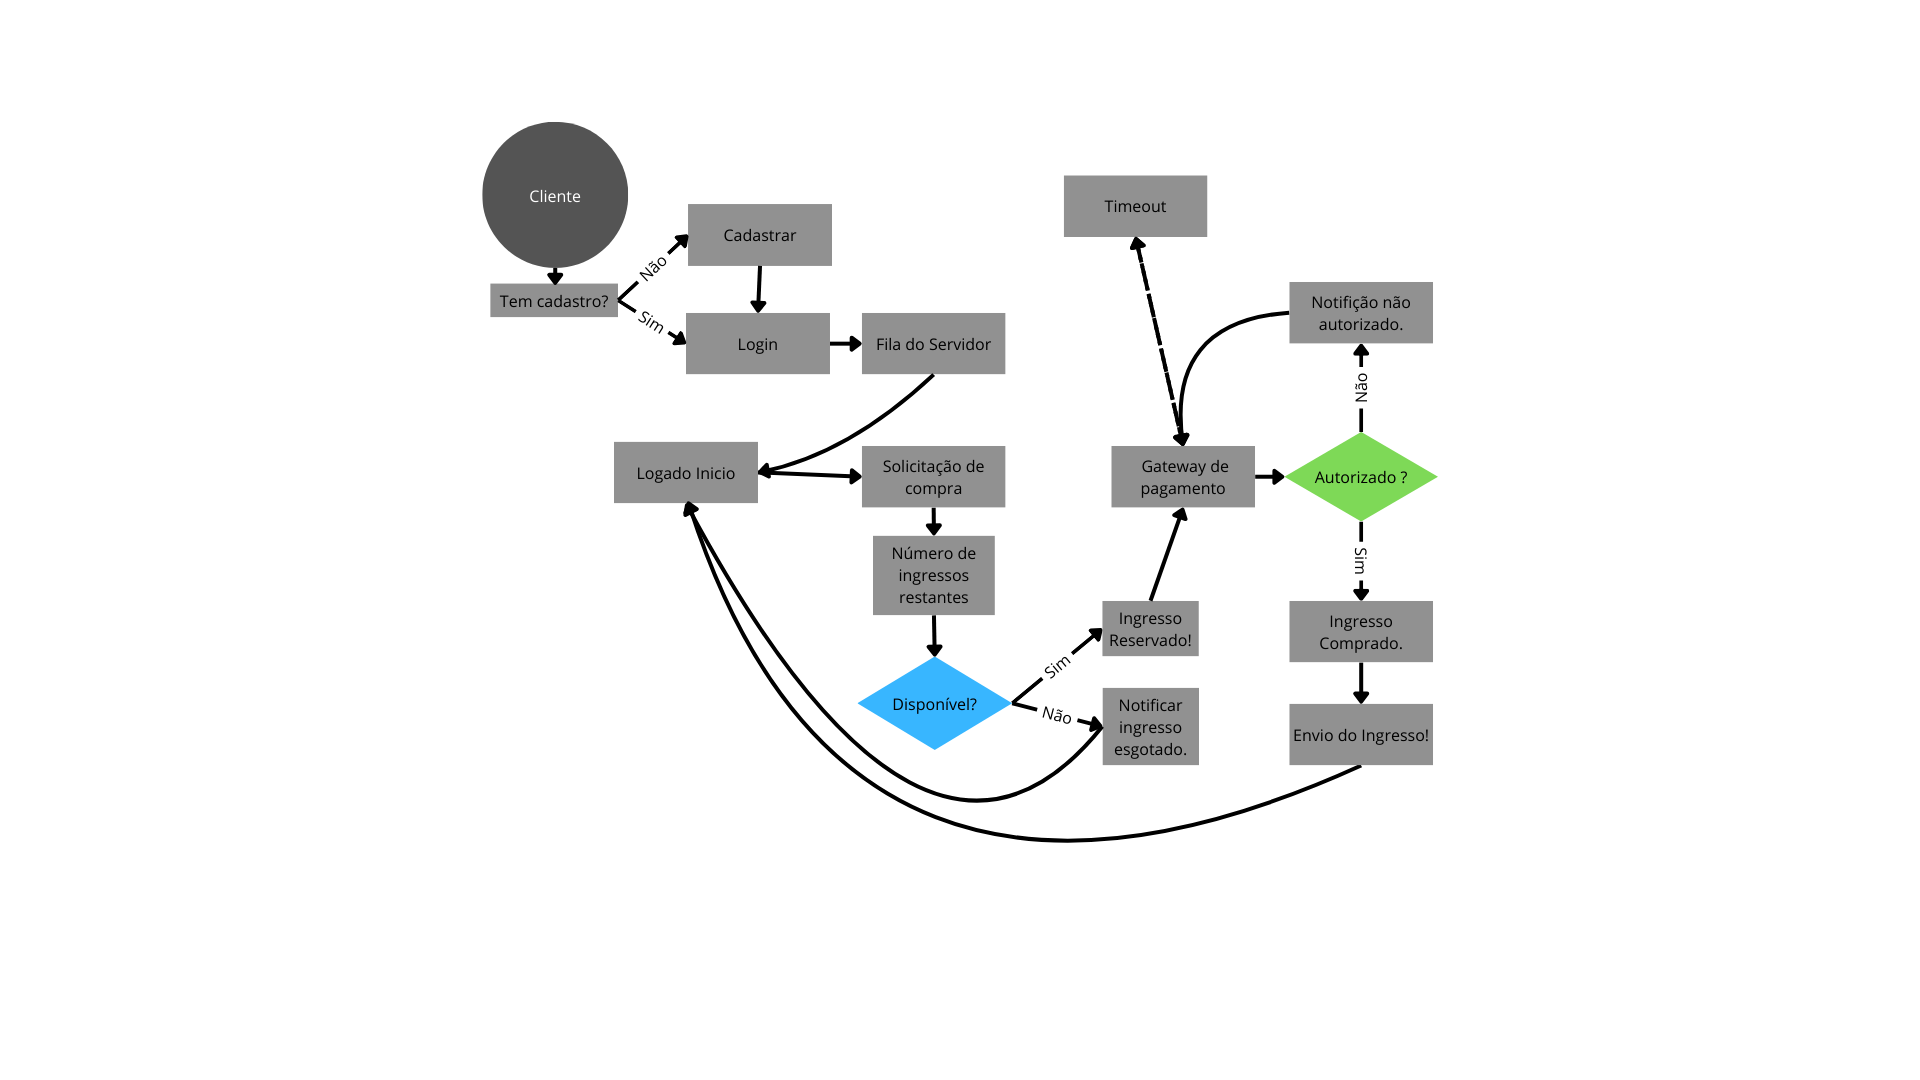 Cliente
Tem cadastro?
Não
Sim
Cadastrar
Login
Fila do Servidor
Logado Inicio
Solicitação de
compra
Número de
ingressos
restantes
Disponível?
Sim
Não
Ingresso
Reservado!
Notificar
ingresso
esgotado.
Timeout
Gateway de
pagamento
Autorizado ?
Não
Notifição não
autorizado.
Sim
Ingresso
Comprado.
Envio do Ingresso!